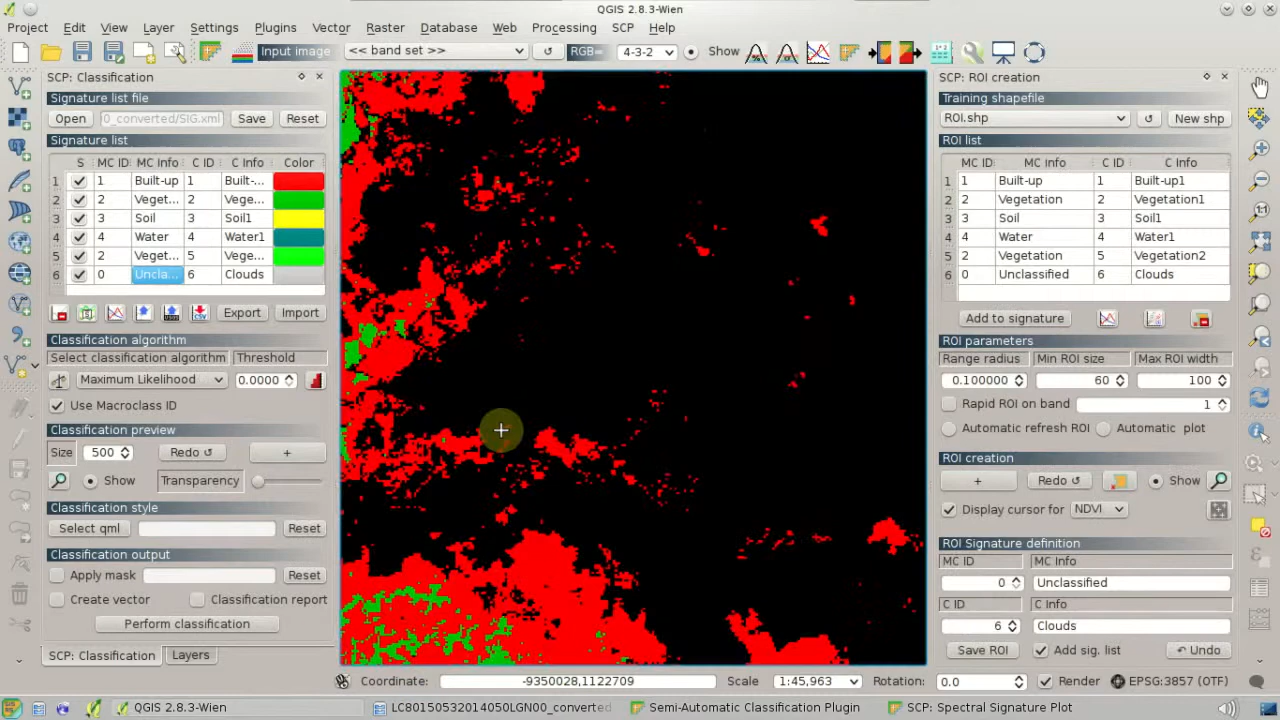 QGIS 2.8.3-Wien
Project Edit View Layer Settings Plugins Vector Raster Database Web Processing SCP Help
Input image << band set >> RGB= 4-3-2 Show
SCP: Classification
Signature list file
Open 0_converted/SIG.xml Save Reset
Signature list
S MC ID MC Info C ID C Info Color
1 1 Built-up 1 Built-...
2 2 Veget... 2 Veget...
3 3 Soil 3 Soil1
4 4 Water 4 Water1
5 2 Veget... 5 Veget...
6 0 Uncla... 6 Clouds
Export Import
Classification algorithm
Select classification algorithm Threshold
Maximum Likelihood 0.0000
Use Macroclass ID
Classification preview
Size 500 Redo ↺ +
Show Transparency
Classification style
Select qml Reset
Classification output
Apply mask Reset
Create vector Classification report
Perform classification
SCP: Classification Layers
SCP: ROI creation
Training shapefile
ROI.shp ↺ New shp
ROI list
MC ID MC Info C ID C Info
1 1 Built-up 1 Built-up1
2 2 Vegetation 2 Vegetation1
3 3 Soil 3 Soil1
4 4 Water 4 Water1
5 2 Vegetation 5 Vegetation2
6 0 Unclassified 6 Clouds
Add to signature
ROI parameters
Range radius Min ROI size Max ROI width
0.100000 60 100
Rapid ROI on band 1
Automatic refresh ROI Automatic plot
ROI creation
+ Redo ↺ Show
Display cursor for NDVI
ROI Signature definition
MC ID MC Info
0 Unclassified
C ID C Info
6 Clouds
Save ROI Add sig. list Undo
Coordinate: -9350028,1122709 Scale 1:45,963 Rotation: 0.0 Render EPSG:3857 (OTF)
QGIS 2.8.3-Wien LC80150532014050LGN00_converted Semi-Automatic Classification Plugin SCP: Spectral Signature Plot